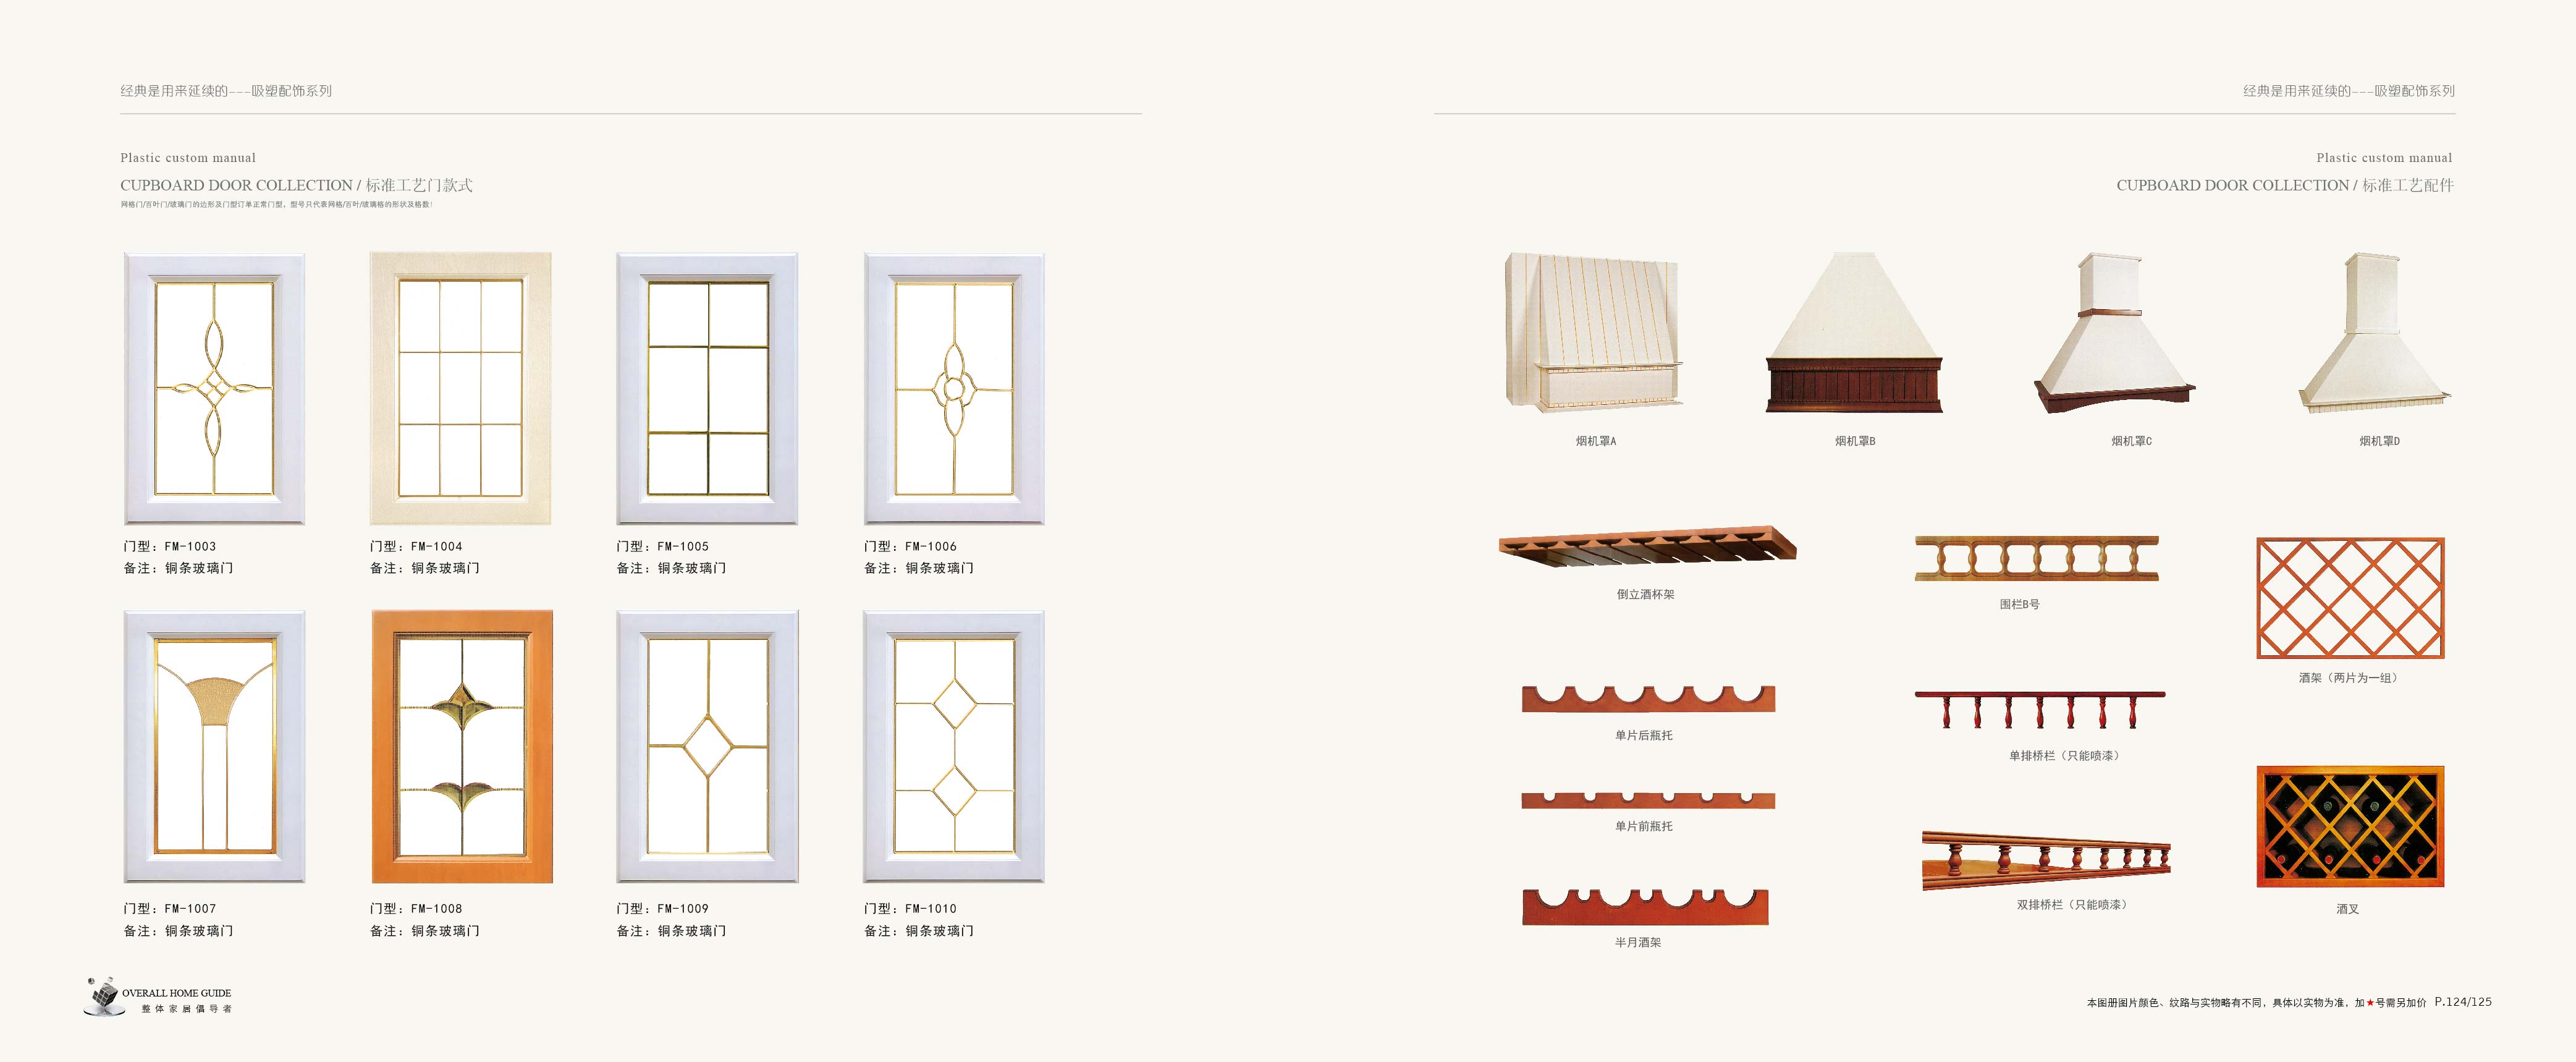 经典是用来延续的---吸塑配饰系列
Plastic custom manual
CUPBOARD DOOR COLLECTION / 标准工艺门款式
网格门/百叶门/玻璃门的边形及门型订单正常门型，型号只代表网格/百叶/玻璃格的形状及格数！
门型：FM-1003
备注：铜条玻璃门
门型：FM-1004
备注：铜条玻璃门
门型：FM-1005
备注：铜条玻璃门
门型：FM-1006
备注：铜条玻璃门
门型：FM-1007
备注：铜条玻璃门
门型：FM-1008
备注：铜条玻璃门
门型：FM-1009
备注：铜条玻璃门
门型：FM-1010
备注：铜条玻璃门
OVERALL HOME GUIDE
整体家居倡导者
经典是用来延续的---吸塑配饰系列
Plastic custom manual
CUPBOARD DOOR COLLECTION / 标准工艺配件
烟机罩A
烟机罩B
烟机罩C
烟机罩D
倒立酒杯架
围栏B号
酒架（两片为一组）
单片后瓶托
单排桥栏（只能喷漆）
单片前瓶托
双排桥栏（只能喷漆）
酒叉
半月酒架
本图册图片颜色、纹路与实物略有不同，具体以实物为准，加★号需另加价 P.124/125